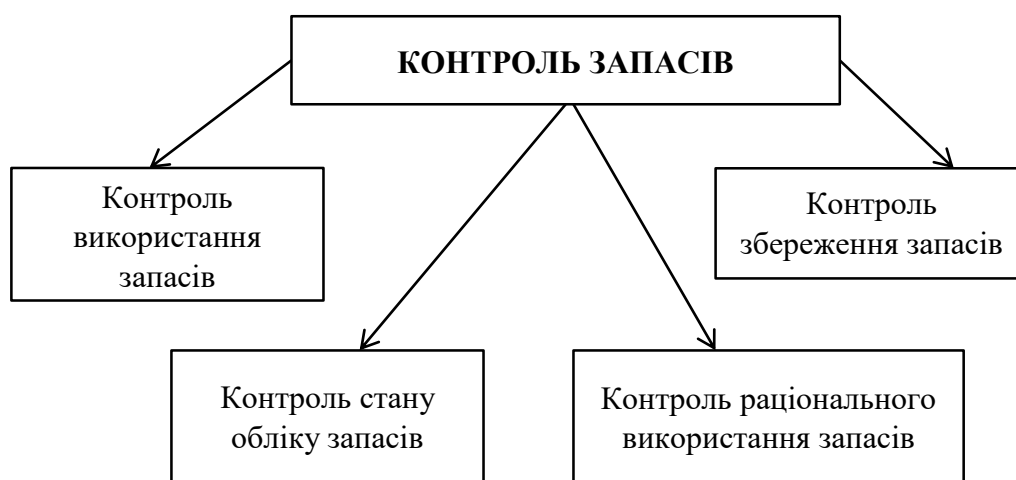 КОНТРОЛЬ ЗАПАСІВ
Контроль
використання
запасів
Контроль
збереження запасів
Контроль стану
обліку запасів
Контроль раціонального
використання запасів